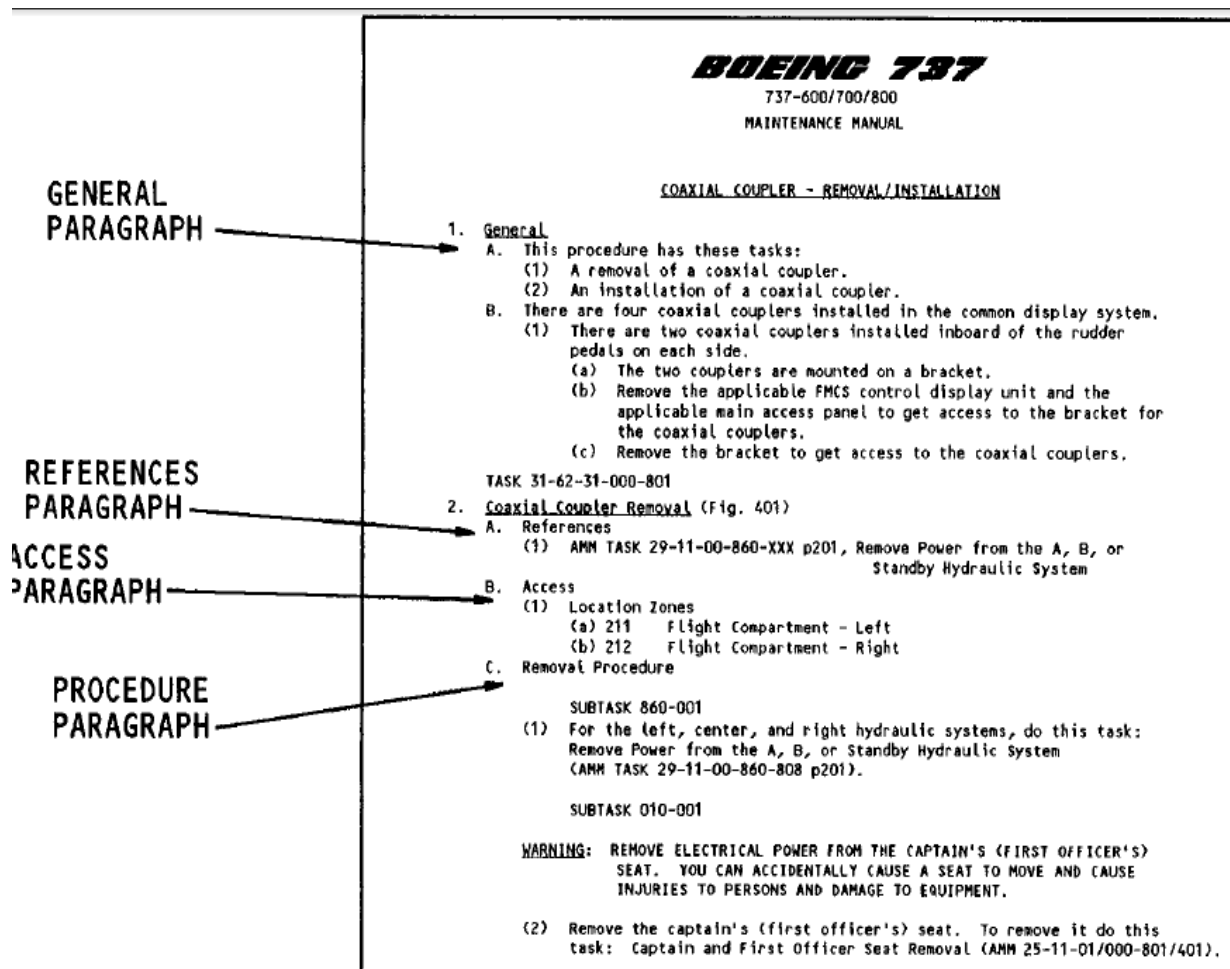 BOEING 737
737-600/700/800
MAINTENANCE MANUAL
COAXIAL COUPLER - REMOVAL/INSTALLATION
GENERAL
PARAGRAPH
1. General
A. This procedure has these tasks:
(1) A removal of a coaxial coupler.
(2) An installation of a coaxial coupler.
B. There are four coaxial couplers installed in the common display system.
(1) There are two coaxial couplers installed inboard of the rudder
pedals on each side.
(a) The two couplers are mounted on a bracket.
(b) Remove the applicable FMCS control display unit and the
applicable main access panel to get access to the bracket for
the coaxial couplers.
(c) Remove the bracket to get access to the coaxial couplers.
TASK 31-62-31-000-801
REFERENCES
PARAGRAPH
2. Coaxial Coupler Removal (Fig. 401)
A. References
(1) AMM TASK 29-11-00-860-XXX p201, Remove Power from the A, B, or
Standby Hydraulic System
ACCESS
PARAGRAPH
B. Access
(1) Location Zones
(a) 211 Flight Compartment - Left
(b) 212 Flight Compartment - Right
PROCEDURE
PARAGRAPH
C. Removal Procedure
SUBTASK 860-001
(1) For the left, center, and right hydraulic systems, do this task:
Remove Power from the A, B, or Standby Hydraulic System
(AMM TASK 29-11-00-860-808 p201).
SUBTASK 010-001
WARNING: REMOVE ELECTRICAL POWER FROM THE CAPTAIN'S (FIRST OFFICER'S)
SEAT. YOU CAN ACCIDENTALLY CAUSE A SEAT TO MOVE AND CAUSE
INJURIES TO PERSONS AND DAMAGE TO EQUIPMENT.
(2) Remove the captain's (first officer's) seat. To remove it do this
task: Captain and First Officer Seat Removal (AMM 25-11-01/000-801/401).